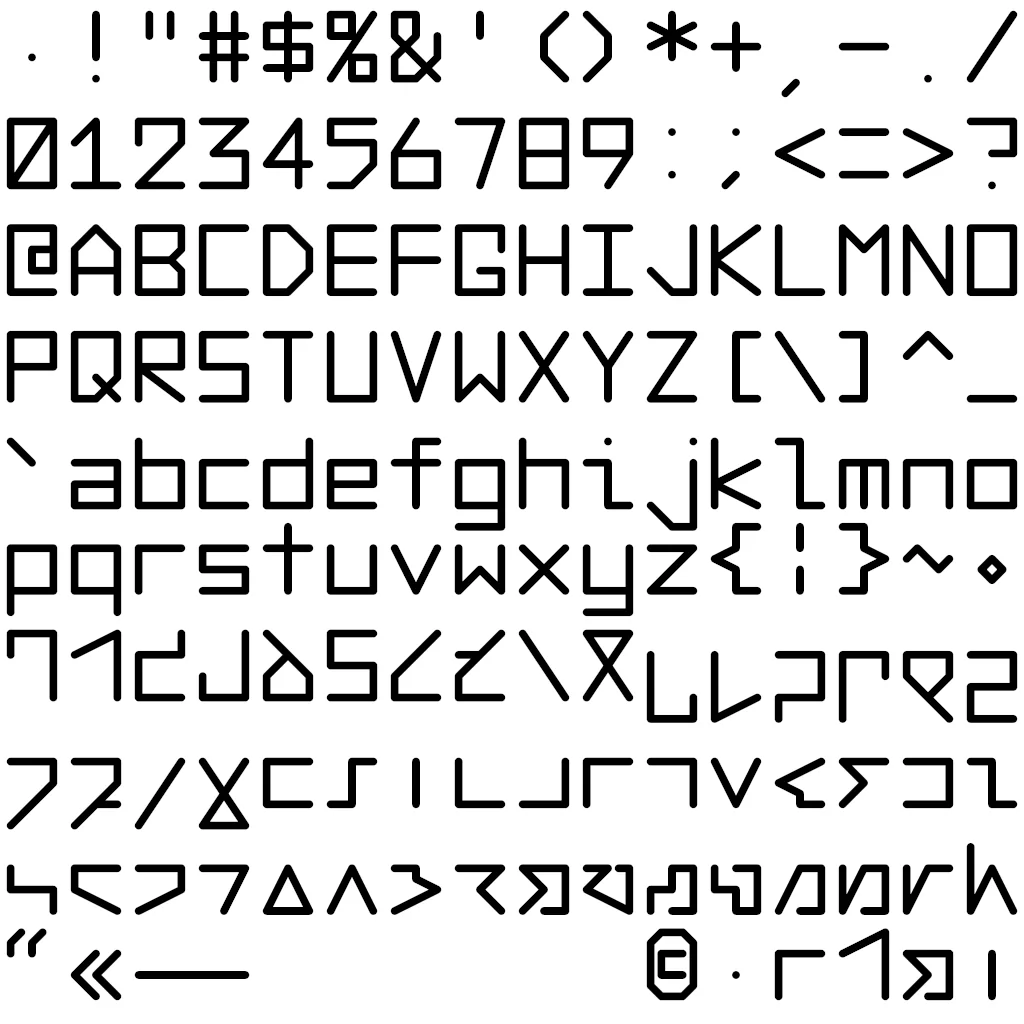 · ! " # $ % & ' ( ) * + , - . /
0 1 2 3 4 5 6 7 8 9 : ; < = > ?
@ A B C D E F G H I J K L M N O
P Q R S T U V W X Y Z [ \ ] ^ _
` a b c d e f g h i j k l m n o
p q r s t u v w x y z { ¦ } ~ ⋄
𐑐 𐑑 𐑒 𐑓 𐑔 𐑕 𐑖 𐑗 𐑘 𐑙 𐑚 𐑛 𐑜 𐑝 𐑞 𐑟
𐑠 𐑡 𐑢 𐑣 𐑤 𐑥 𐑦 𐑧 𐑨 𐑩 𐑪 𐑫 𐑬 𐑭 𐑮 𐑯
𐑰 𐑱 𐑲 𐑳 𐑴 𐑵 𐑶 𐑷 𐑸 𐑹 𐑺 𐑻 𐑼 𐑽 𐑾 𐑿
“ « — © ·